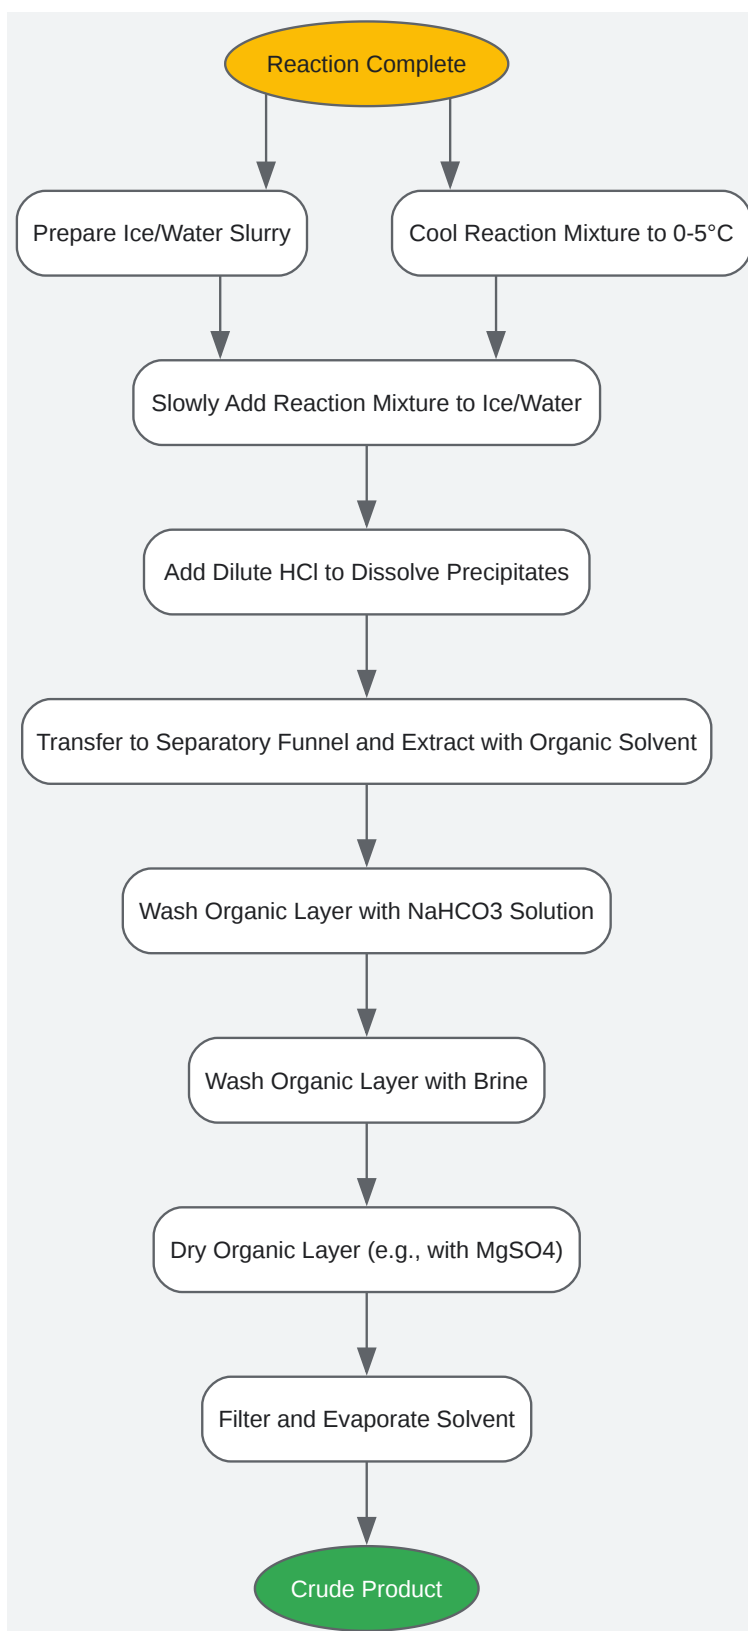 Reaction Complete
Prepare Ice/Water Slurry
Cool Reaction Mixture to 0-5°C
Slowly Add Reaction Mixture to Ice/Water
Add Dilute HCl to Dissolve Precipitates
Transfer to Separatory Funnel and Extract with Organic Solvent
Wash Organic Layer with NaHCO3 Solution
Wash Organic Layer with Brine
Dry Organic Layer (e.g., with MgSO4)
Filter and Evaporate Solvent
Crude Product